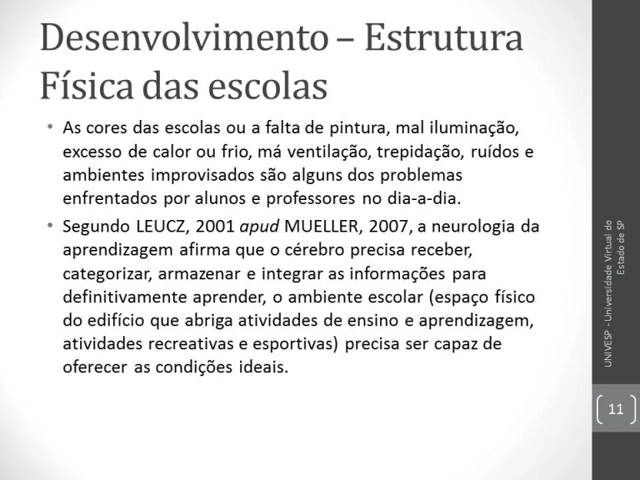 Desenvolvimento – Estrutura
Física das escolas
• As cores das escolas ou a falta de pintura, mal iluminação,
excesso de calor ou frio, má ventilação, trepidação, ruídos e
ambientes improvisados são alguns dos problemas
enfrentados por alunos e professores no dia-a-dia.
• Segundo LEUCZ, 2001 apud MUELLER, 2007, a neurologia da
aprendizagem afirma que o cérebro precisa receber,
categorizar, armazenar e integrar as informações para
definitivamente aprender, o ambiente escolar (espaço físico
do edifício que abriga atividades de ensino e aprendizagem,
atividades recreativas e esportivas) precisa ser capaz de
oferecer as condições ideais.
UNIVESP - Universidade Virtual do
Estado de SP
11